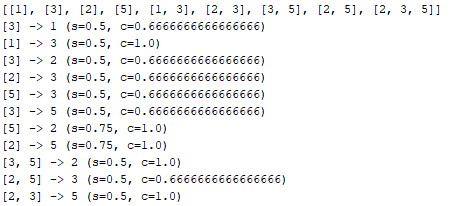 [[1], [3], [2], [5], [1, 3], [2, 3], [3, 5], [2, 5], [2, 3, 5]]
[3] -> 1 (s=0.5, c=0.6666666666666666)
[1] -> 3 (s=0.5, c=1.0)
[3] -> 2 (s=0.5, c=0.6666666666666666)
[2] -> 3 (s=0.5, c=0.6666666666666666)
[5] -> 3 (s=0.5, c=0.6666666666666666)
[3] -> 5 (s=0.5, c=0.6666666666666666)
[5] -> 2 (s=0.75, c=1.0)
[2] -> 5 (s=0.75, c=1.0)
[3, 5] -> 2 (s=0.5, c=1.0)
[2, 5] -> 3 (s=0.5, c=0.6666666666666666)
[2, 3] -> 5 (s=0.5, c=1.0)